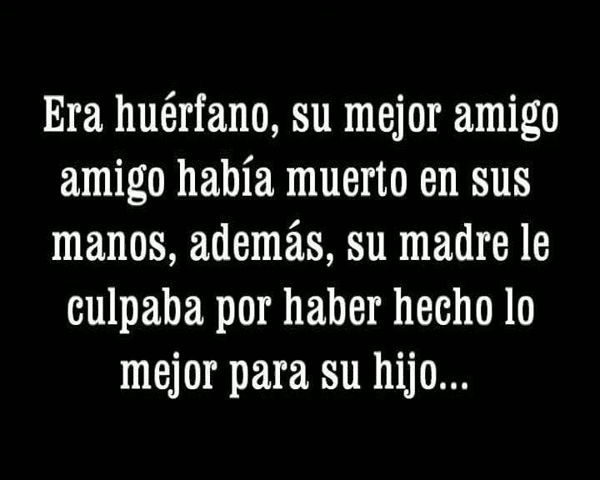 Era huérfano, su mejor amigo
amigo había muerto en sus
manos, además, su madre le
culpaba por haber hecho lo
mejor para su hijo...